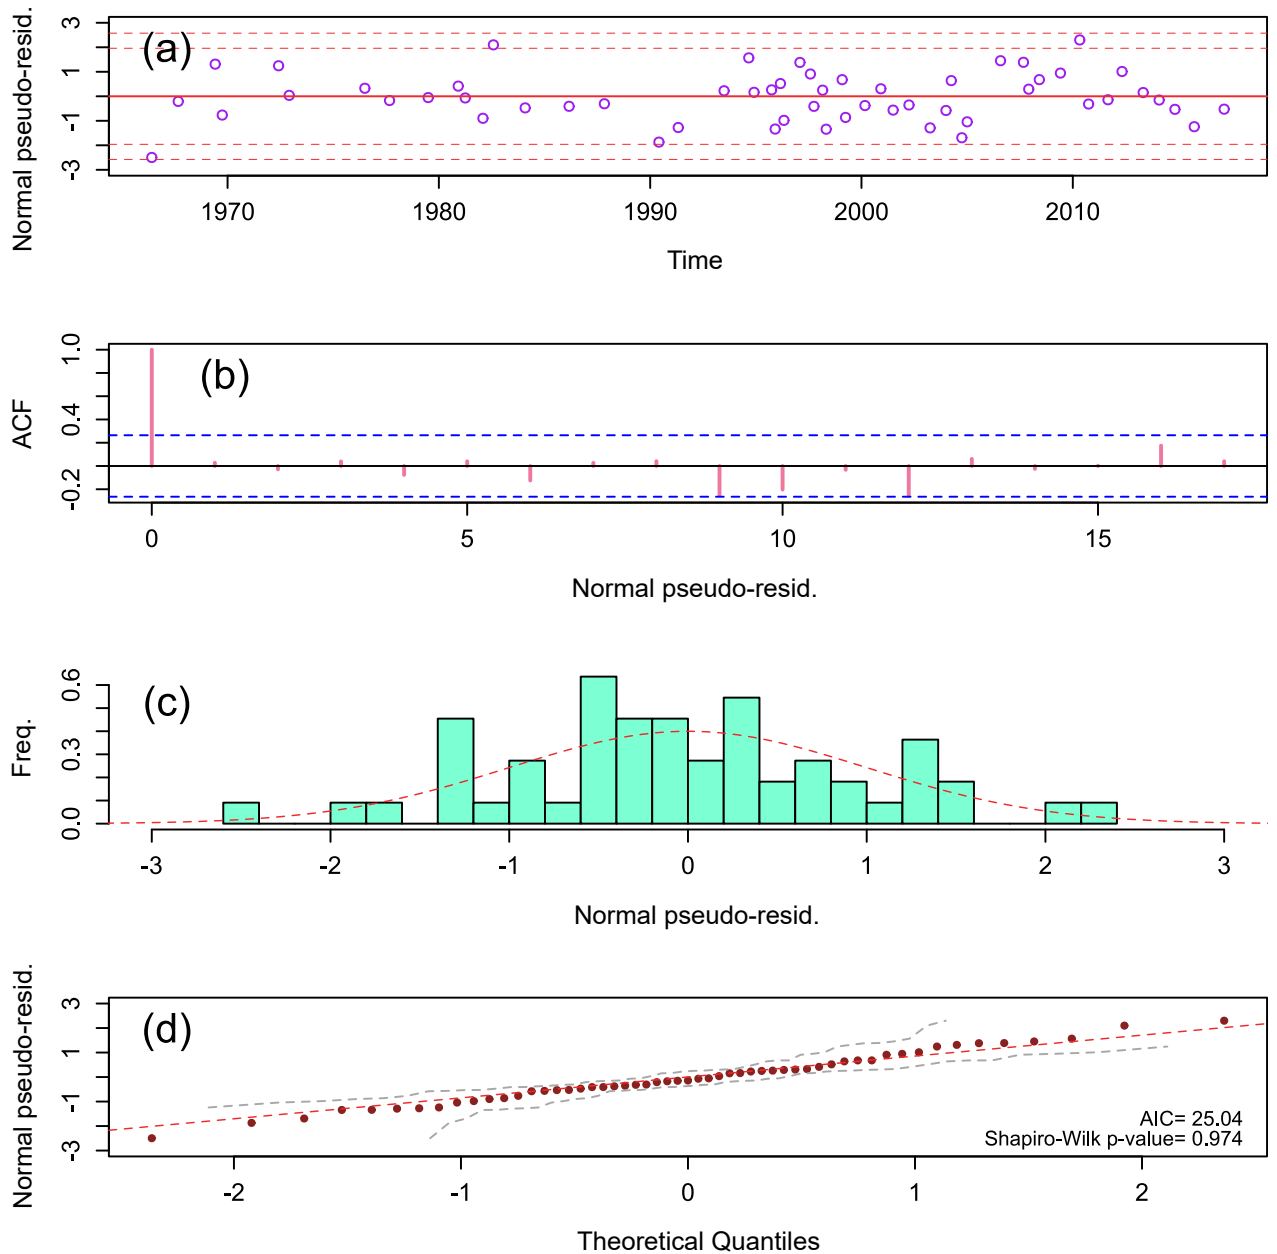 (a)
Normal pseudo-resid.
3
1
-1
-3
1970 1980 1990 2000 2010
Time
(b)
ACF
1.0
0.4
-0.2
0 5 10 15
Normal pseudo-resid.
(c)
Freq.
0.6
0.3
0.0
-3 -2 -1 0 1 2 3
Normal pseudo-resid.
(d)
Normal pseudo-resid.
3
1
-1
-3
AIC= 25.04
Shapiro-Wilk p-value= 0.974
-2 -1 0 1 2
Theoretical Quantiles